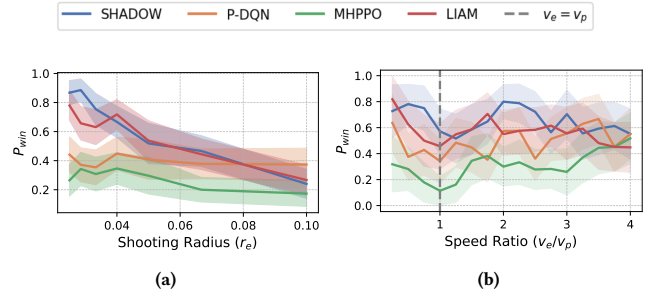 SHADOW P-DQN MHPPO LIAM v_e = v_p
1.0
0.8
0.6
0.4
0.2
P_win
0.04 0.06 0.08 0.10
Shooting Radius (r_e)
(a)
1.0
0.8
0.6
0.4
0.2
0.0
P_win
1 2 3 4
Speed Ratio (v_e/v_p)
(b)